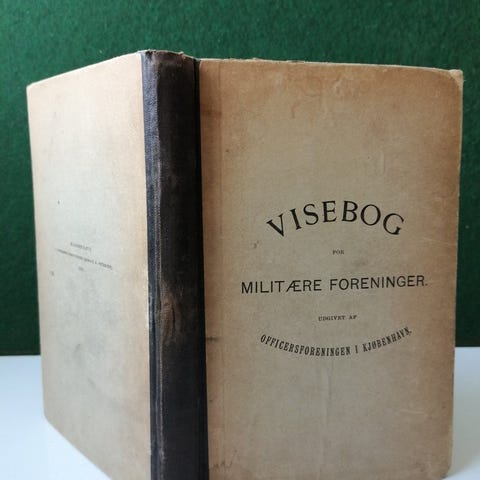 VISEBOG
FOR
MILITÆRE FORENINGER.
UDGIVET AF
OFFICERSFORENINGEN I KJØBENHAVN.